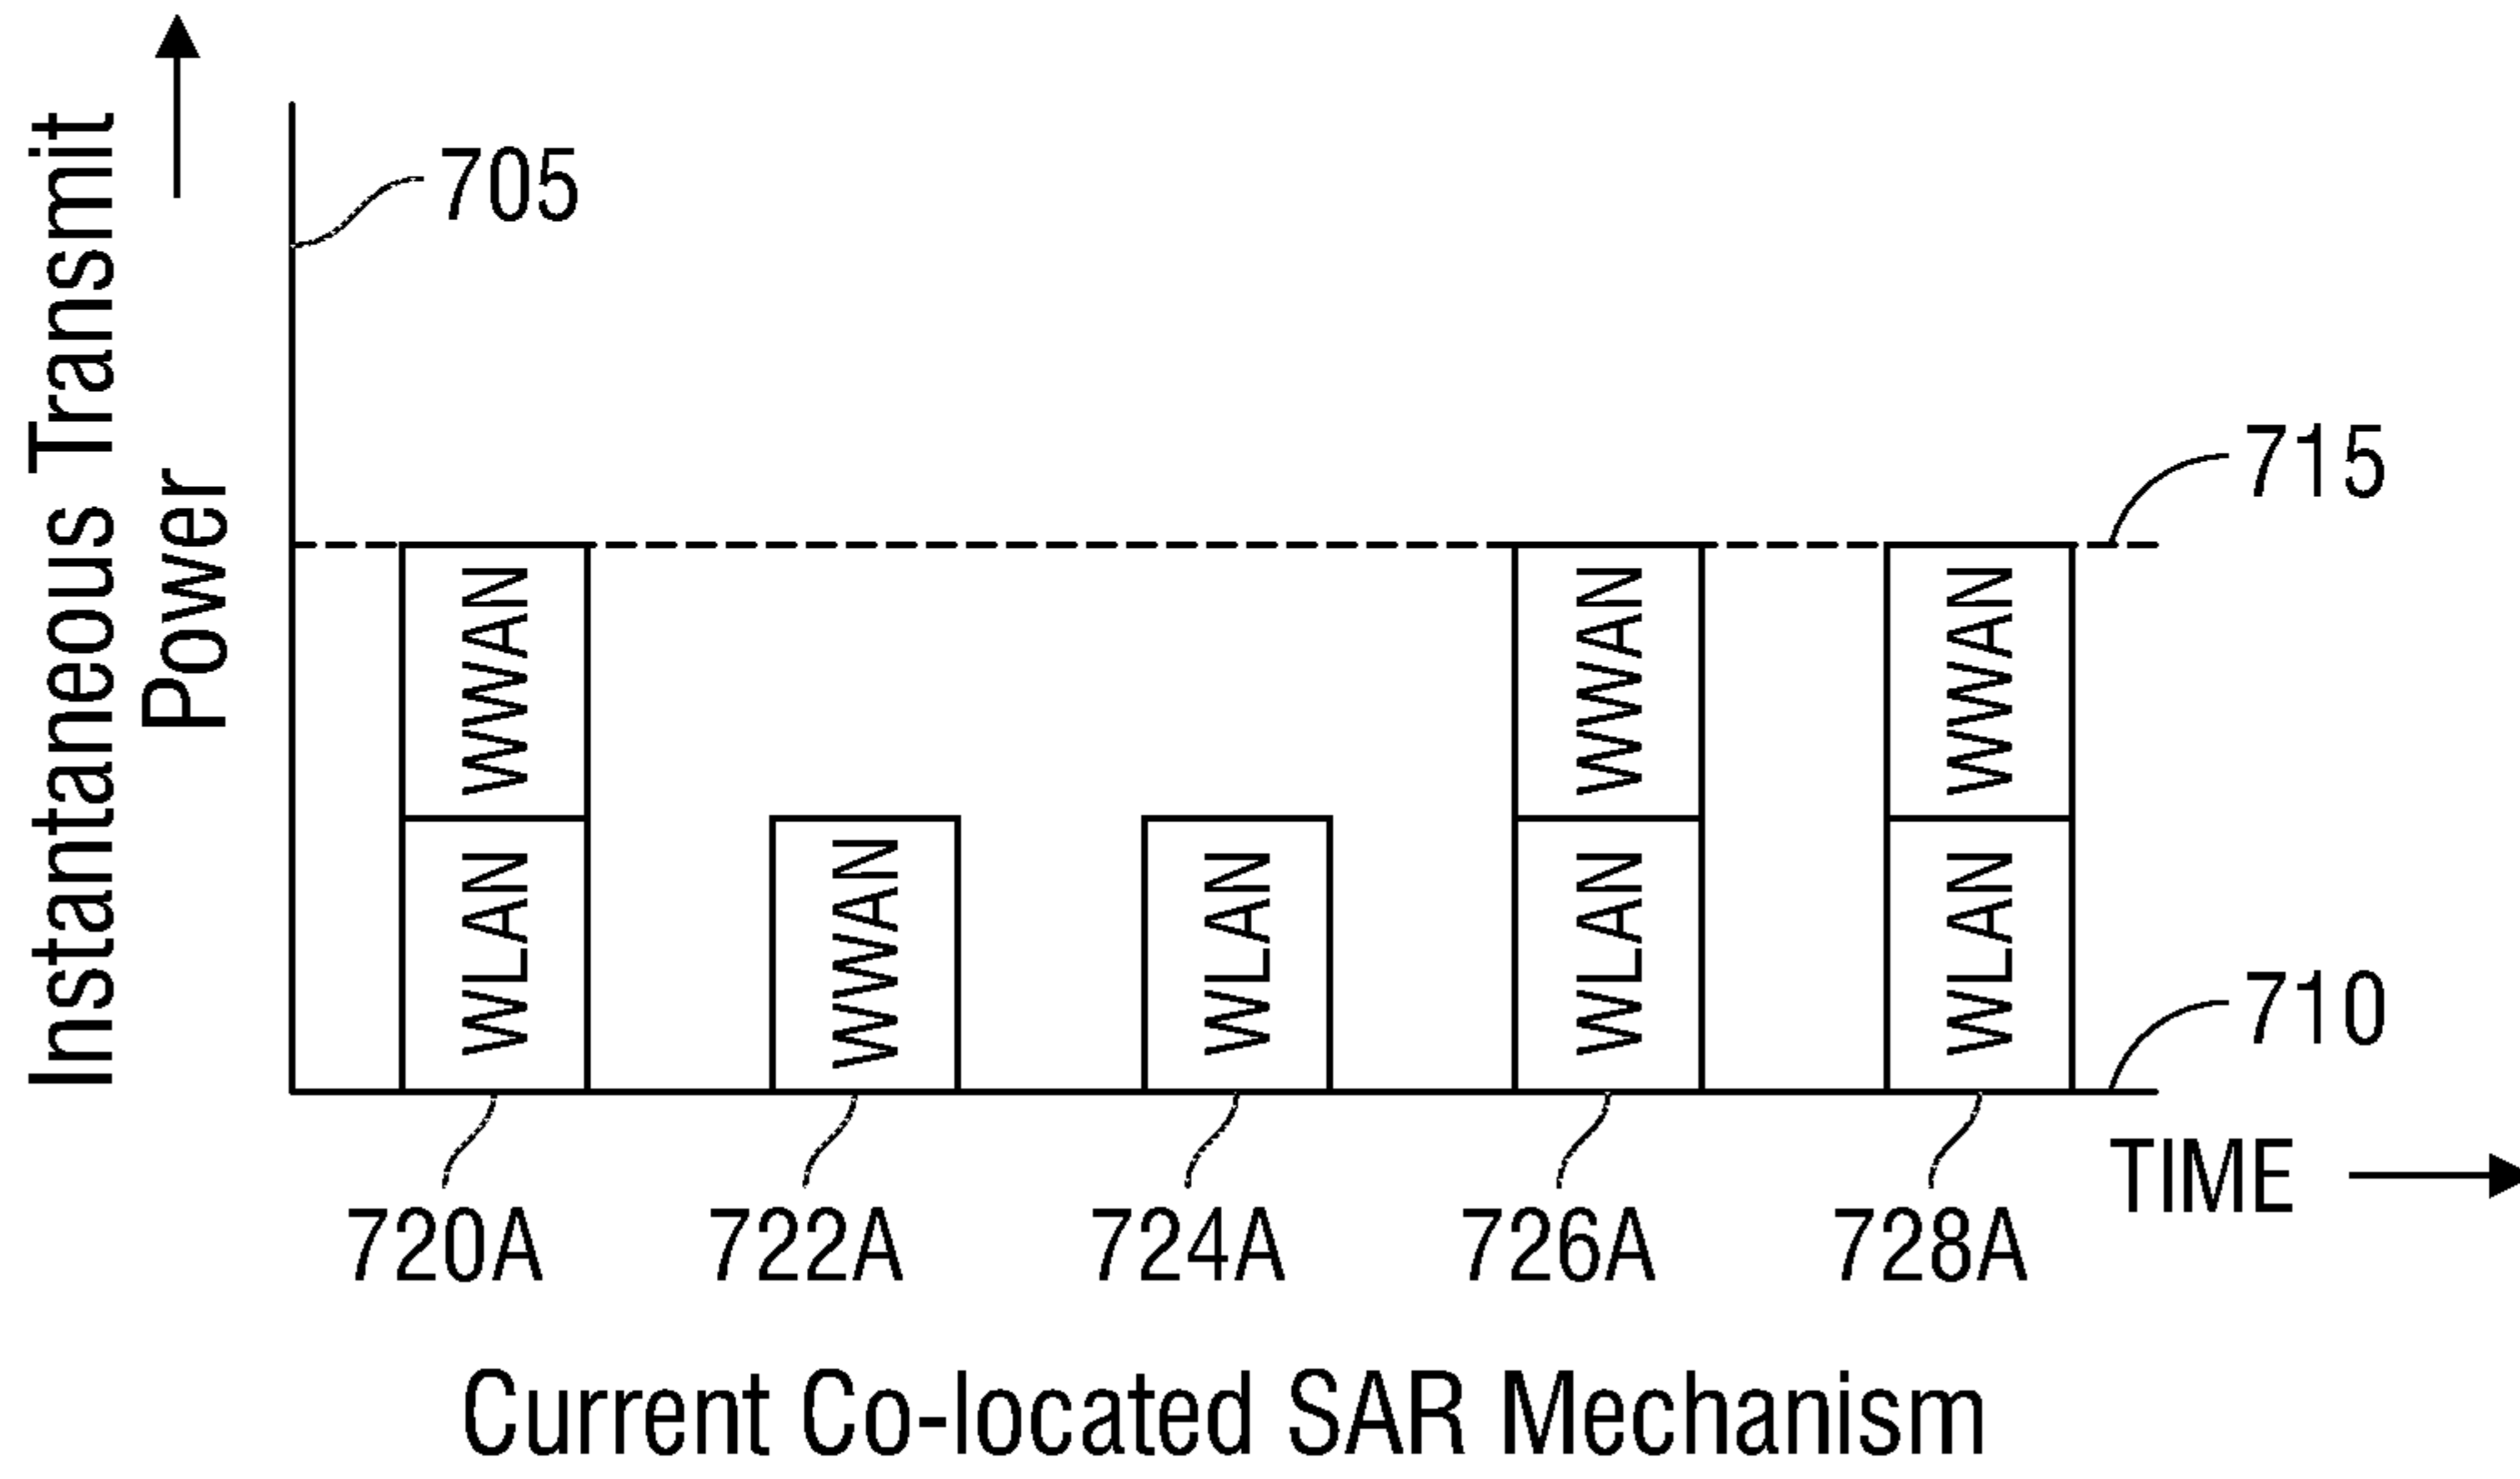 Instantaneous Transmit
Power
705
715
WWAN
WWAN
WWAN
WLAN
WWAN
WLAN
WLAN
WLAN
710
TIME
720A
722A
724A
726A
728A
Current Co-located SAR Mechanism